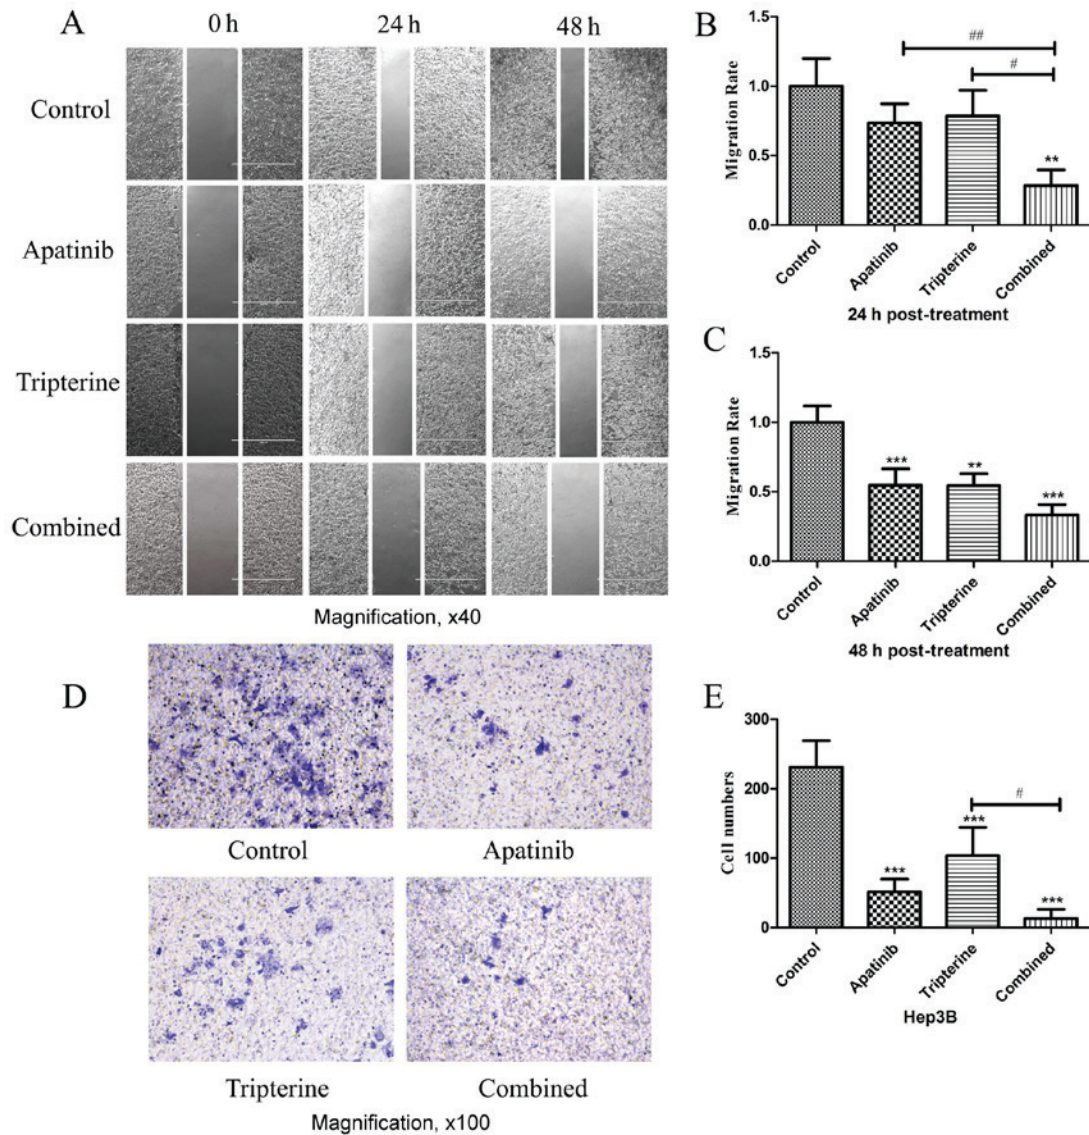 A
0 h
24 h
48 h
Control
Apatinib
Tripterine
Combined
Magnification, x40
B
1.5
1.0
0.5
0.0
Migration Rate
##
#
**
Control
Apatinib
Tripterine
Combined
24 h post-treatment
C
1.5
1.0
0.5
0.0
Migration Rate
***
**
***
Control
Apatinib
Tripterine
Combined
48 h post-treatment
D
Control
Apatinib
Tripterine
Combined
Magnification, x100
E
300
200
100
0
Cell numbers
#
***
***
***
Control
Apatinib
Tripterine
Combined
Hep3B